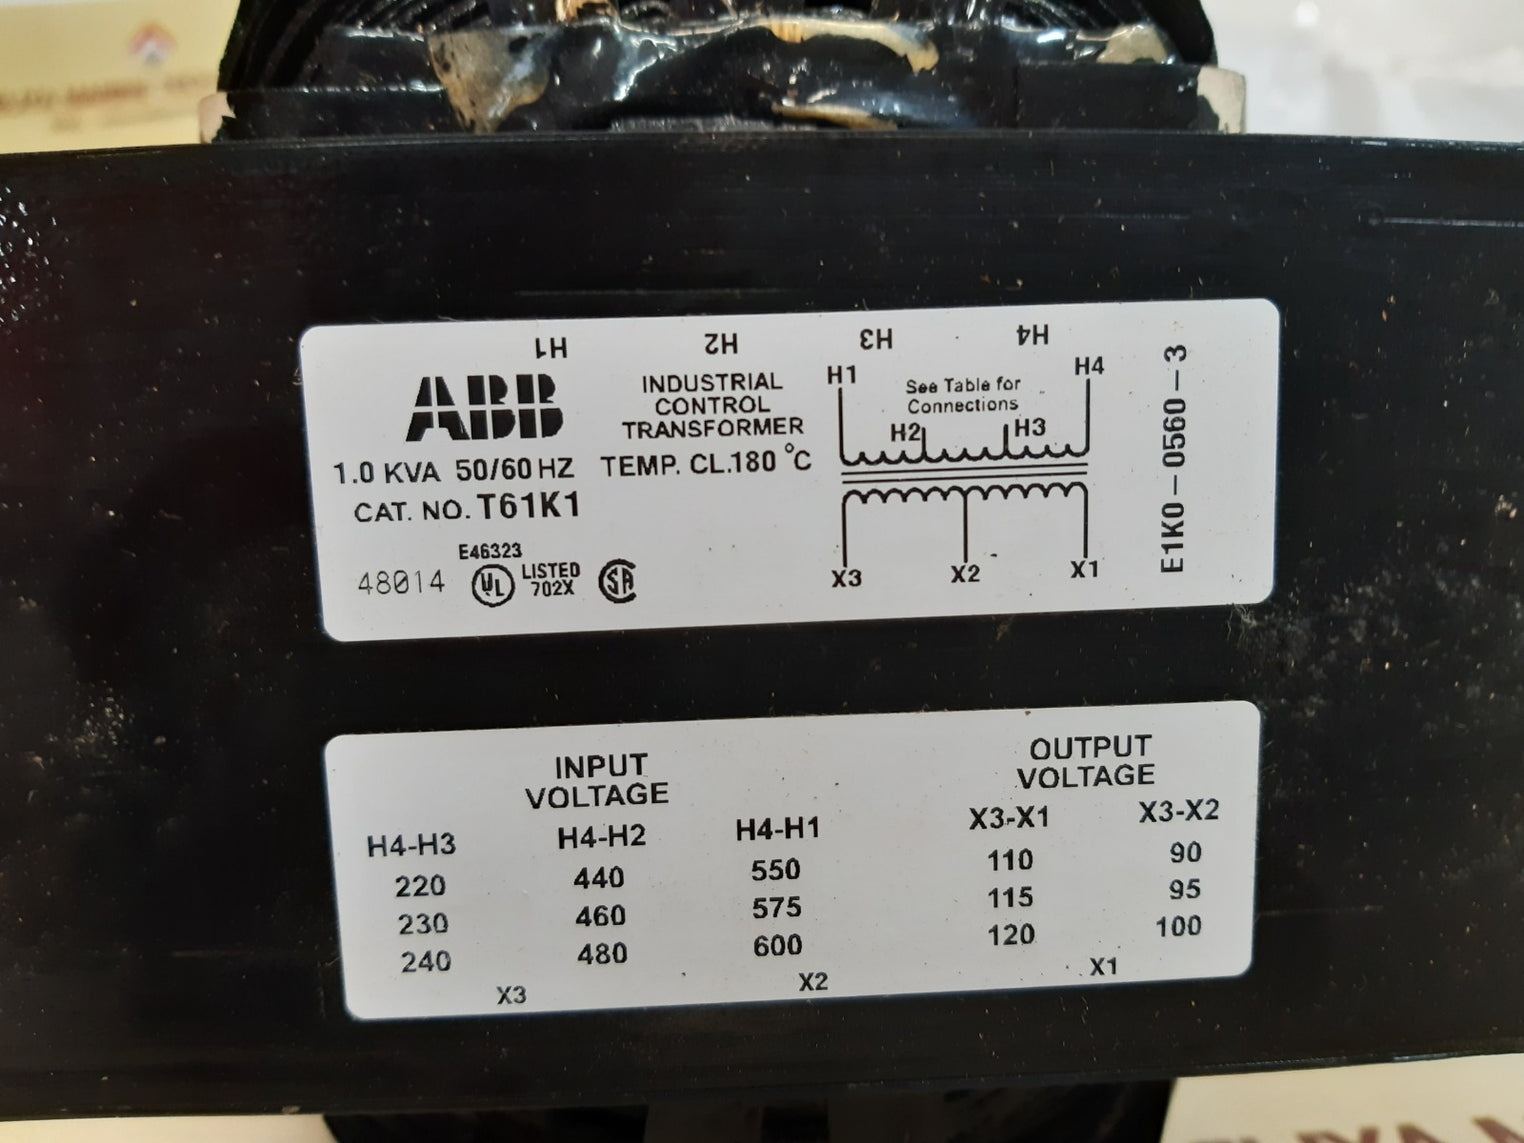 H1 H2 H3 H4
ABB
INDUSTRIAL
CONTROL
TRANSFORMER
1.0 KVA 50/60 HZ TEMP. CL.180 °C
CAT. NO. T61K1
E46323
48014 UL LISTED
702X SA
H1 See Table for H4
Connections
H2 H3
X3 X2 X1
E1K0-0560-3
INPUT
VOLTAGE
OUTPUT
VOLTAGE
H4-H3 H4-H2 H4-H1 X3-X1 X3-X2
220 440 550 110 90
230 460 575 115 95
240 480 600 120 100
X3 X2 X1